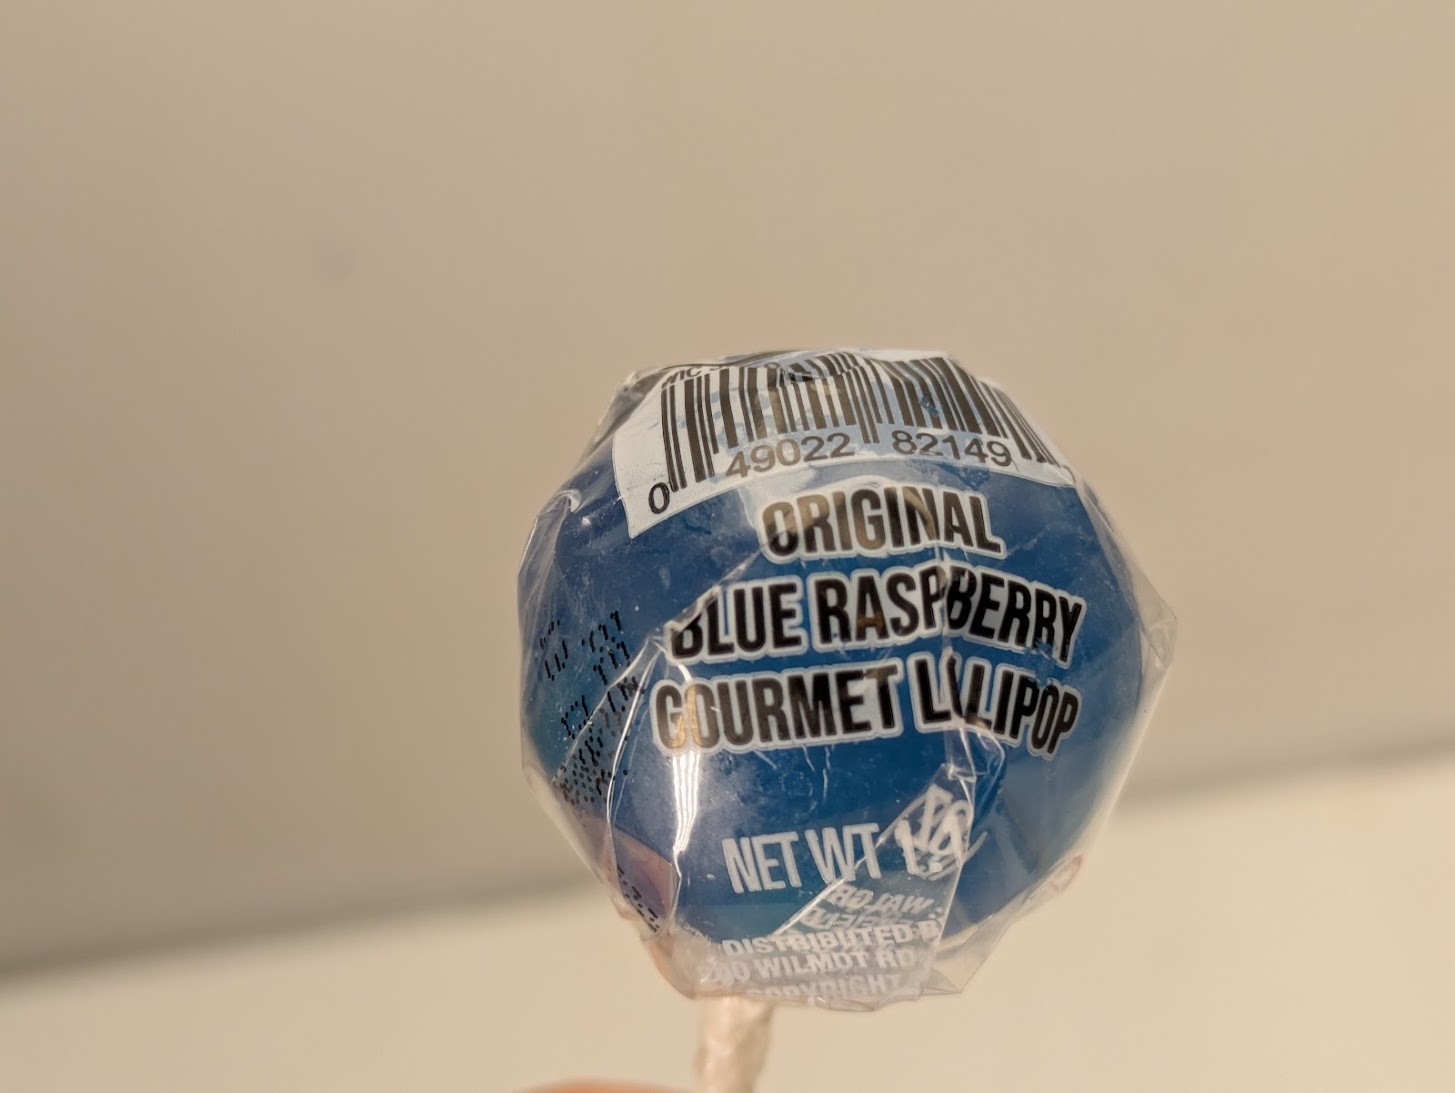 0 49022 82149
ORIGINAL
BLUE RASPBERRY
GOURMET LOLLIPOP
NET WT
DISTRIBUTED B
WILMOT RD
COPYRIGHT